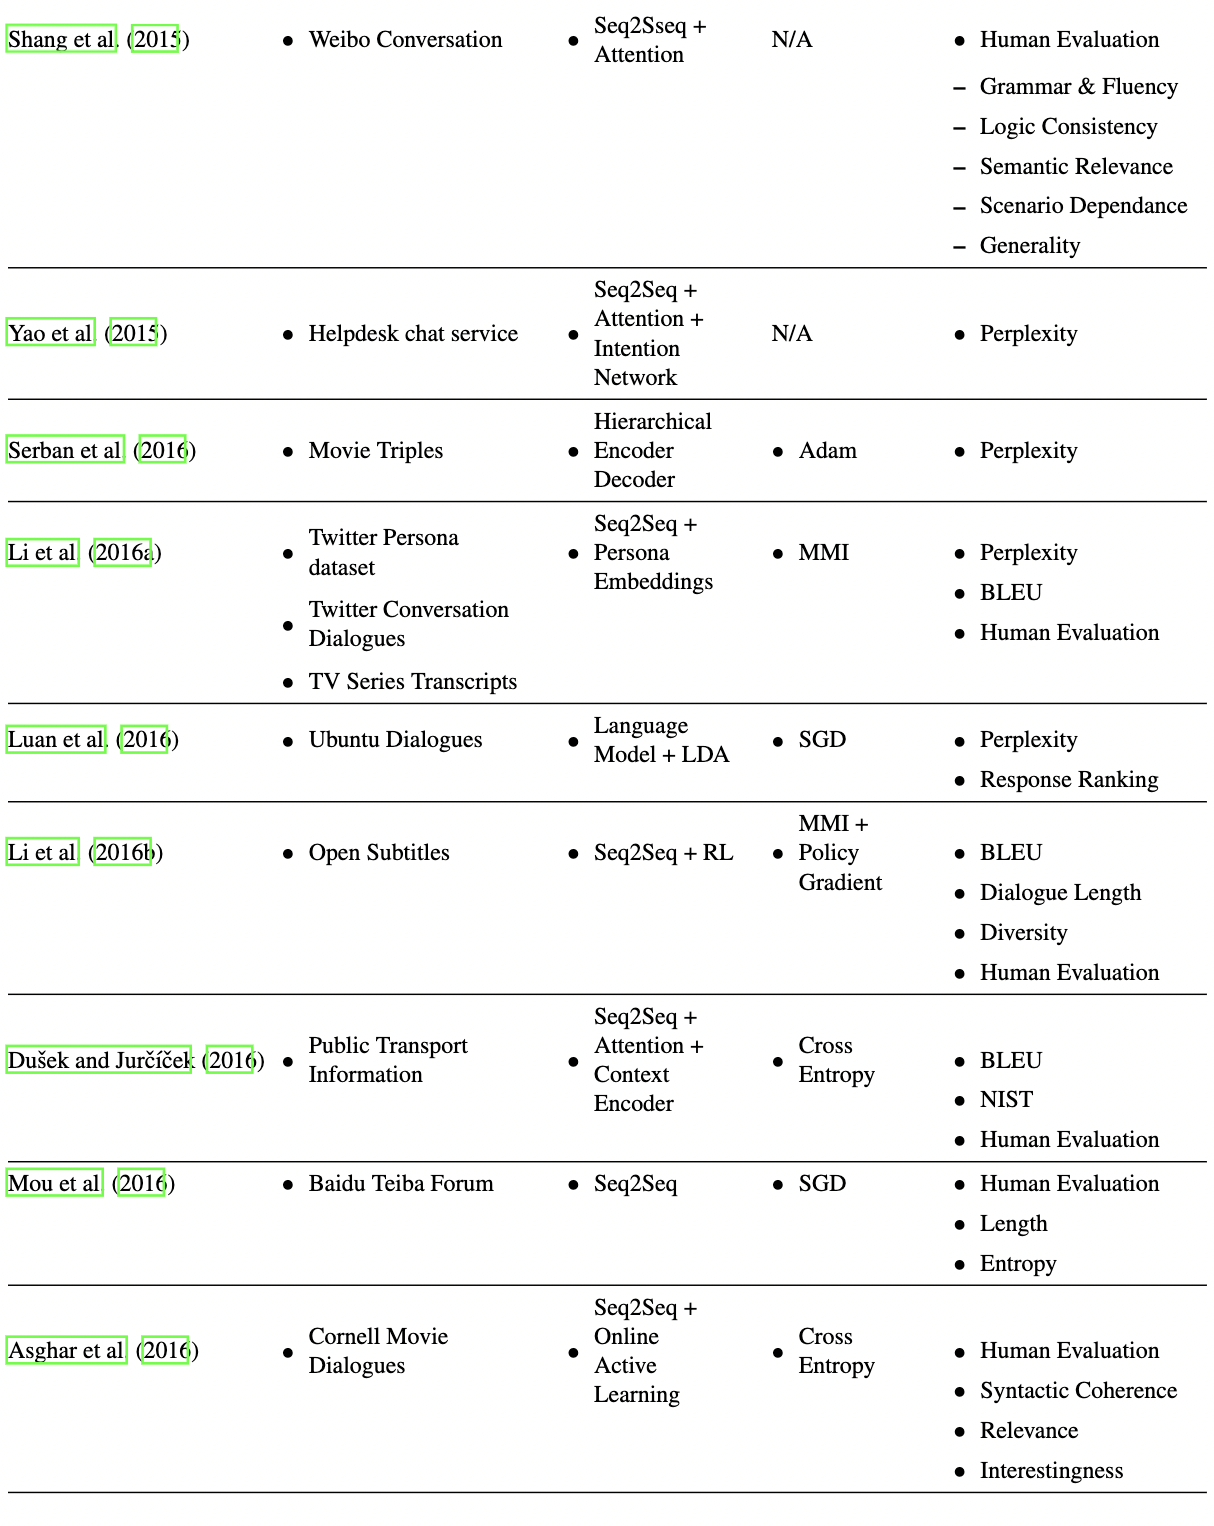 Shang et al. (2015)
● Weibo Conversation
● Seq2Sseq +
Attention
N/A
● Human Evaluation
– Grammar & Fluency
– Logic Consistency
– Semantic Relevance
– Scenario Dependance
– Generality
Yao et al. (2015)
● Helpdesk chat service
● Seq2Seq +
Attention +
Intention
Network
N/A
● Perplexity
Serban et al. (2016)
● Movie Triples
● Hierarchical
Encoder
Decoder
● Adam
● Perplexity
Li et al. (2016a)
● Twitter Persona
dataset
● Twitter Conversation
Dialogues
● TV Series Transcripts
● Seq2Seq +
Persona
Embeddings
● MMI
● Perplexity
● BLEU
● Human Evaluation
Luan et al. (2016)
● Ubuntu Dialogues
● Language
Model + LDA
● SGD
● Perplexity
● Response Ranking
Li et al. (2016b)
● Open Subtitles
● Seq2Seq + RL
● MMI +
Policy
Gradient
● BLEU
● Dialogue Length
● Diversity
● Human Evaluation
Dušek and Jurčíček (2016)
● Public Transport
Information
● Seq2Seq +
Attention +
Context
Encoder
● Cross
Entropy
● BLEU
● NIST
● Human Evaluation
Mou et al. (2016)
● Baidu Teiba Forum
● Seq2Seq
● SGD
● Human Evaluation
● Length
● Entropy
Asghar et al. (2016)
● Cornell Movie
Dialogues
● Seq2Seq +
Online
Active
Learning
● Cross
Entropy
● Human Evaluation
● Syntactic Coherence
● Relevance
● Interestingness